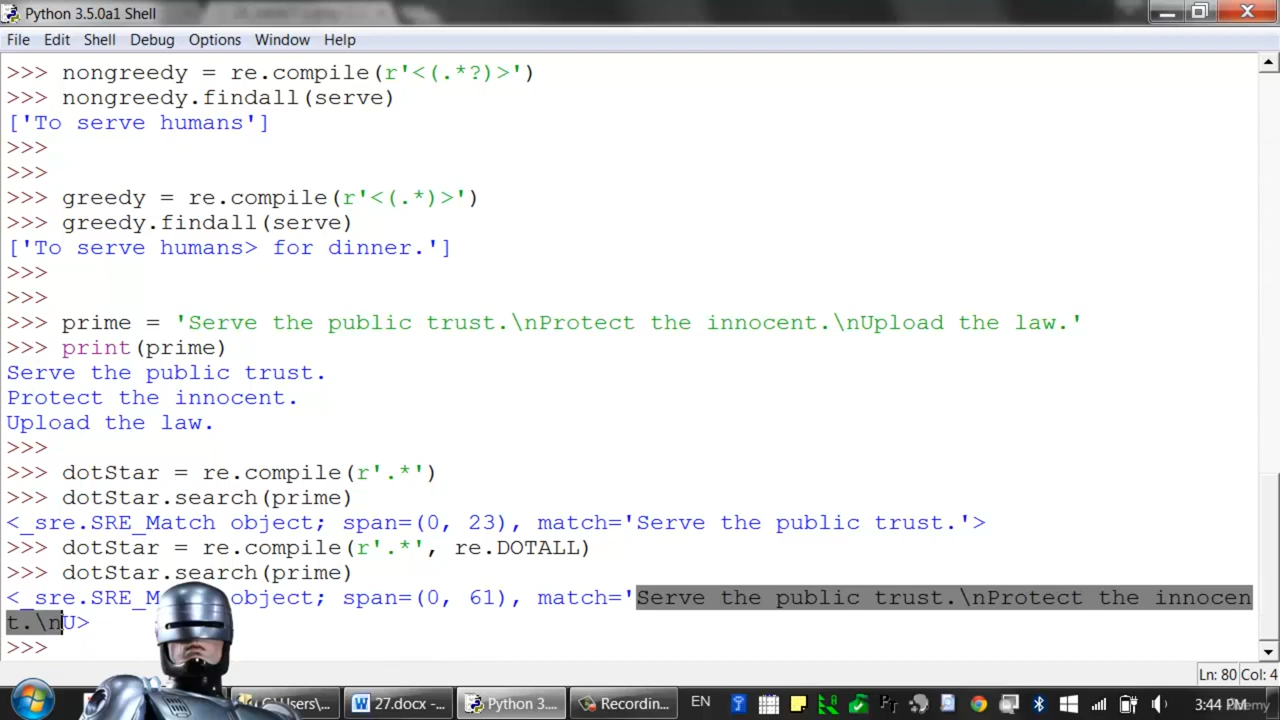 Python 3.5.0a1 Shell
File Edit Shell Debug Options Window Help
>>> nongreedy = re.compile(r'<(.*?)>')
>>> nongreedy.findall(serve)
['To serve humans']
>>>
>>>
>>> greedy = re.compile(r'<(.*)>')
>>> greedy.findall(serve)
['To serve humans> for dinner.']
>>>
>>>
>>> prime = 'Serve the public trust.\nProtect the innocent.\nUpload the law.'
>>> print(prime)
Serve the public trust.
Protect the innocent.
Upload the law.
>>>
>>> dotStar = re.compile(r'.*')
>>> dotStar.search(prime)
<_sre.SRE_Match object; span=(0, 23), match='Serve the public trust.'>
>>> dotStar = re.compile(r'.*', re.DOTALL)
>>> dotStar.search(prime)
<_sre.SRE_M object; span=(0, 61), match='Serve the public trust.\nProtect the innocen
t.\nU>
>>>
Ln: 80 Col: 4
27.docx -... Python 3.... Recordin... EN 3:44 PM